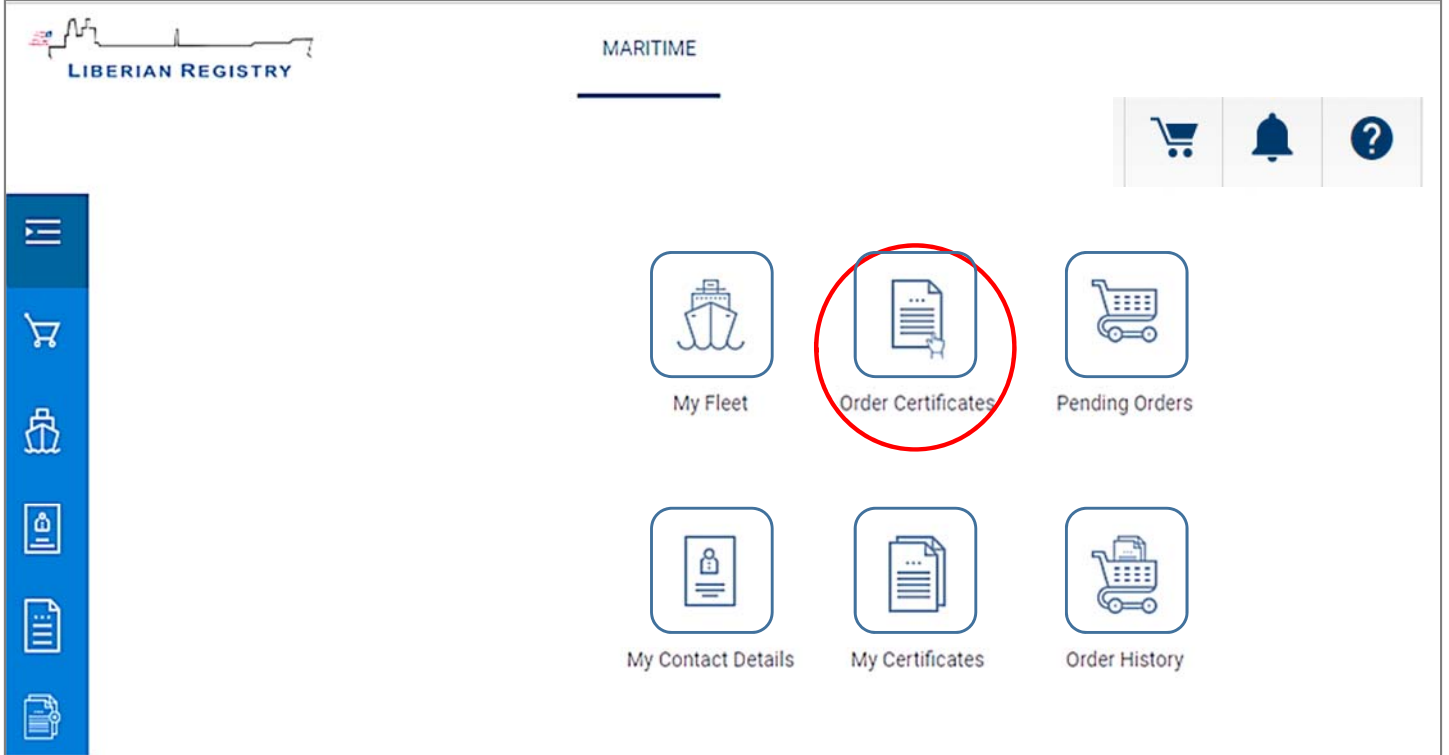 LIBERIAN REGISTRY
MARITIME
?
My Fleet
Order Certificates
Pending Orders
My Contact Details
My Certificates
Order History